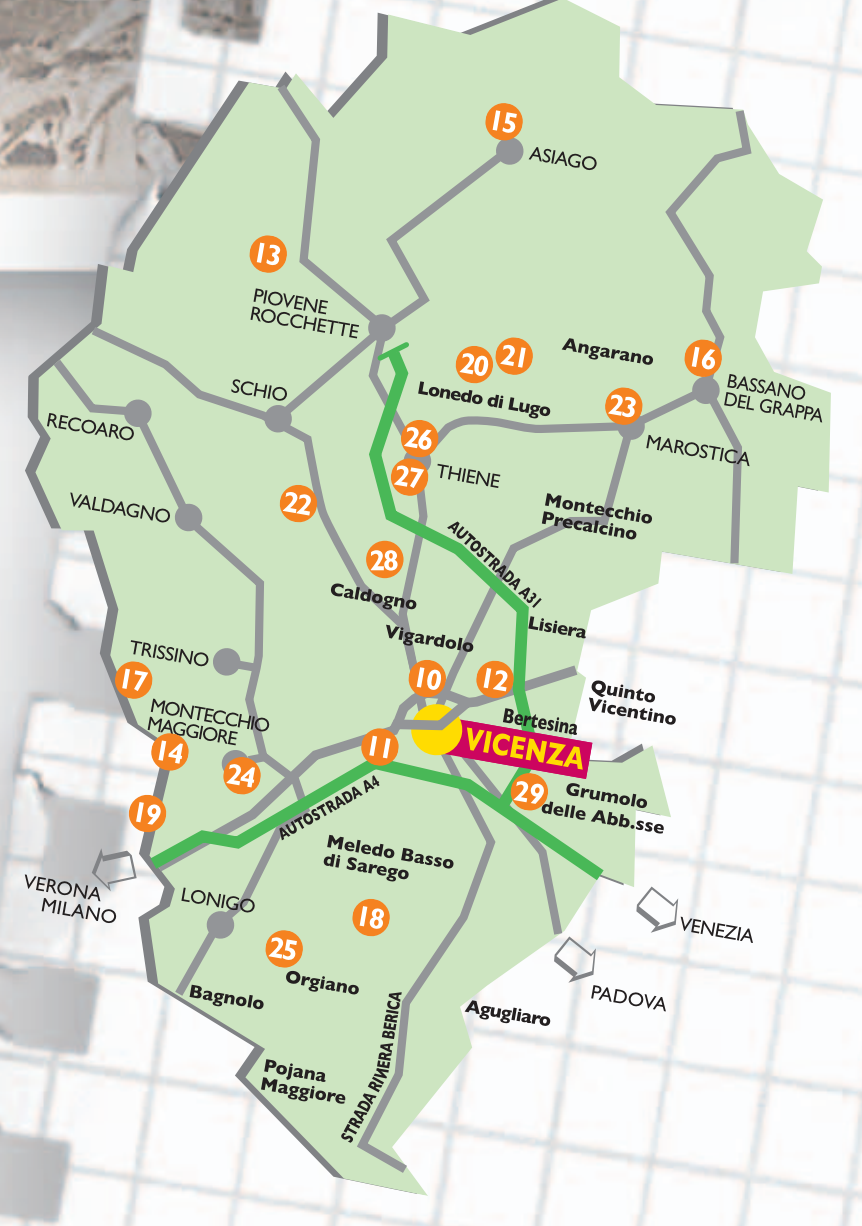 15
ASIAGO
13
PIOVENE
ROCCHETTE
20
21
Angarano
16
BASSANO
DEL GRAPPA
SCHIO
Lonedo di Lugo
23
RECOARO
26
MAROSTICA
27
THIENE
VALDAGNO
22
Montecchio
Precalcino
AUTOSTRADA A31
28
Caldogno
Lisiera
Vigardolo
TRISSINO
17
10
12
Quinto
Vicentino
MONTECCHIO
MAGGIORE
Bertesina
14
11
VICENZA
24
29
Grumolo
delle Abb.sse
19
AUTOSTRADA A4
Meledo Basso
di Sarego
VERONA
MILANO
LONIGO
18
VENEZIA
25
Orgiano
PADOVA
Bagnolo
Agugliaro
STRADA RIVIERA BERICA
Pojana
Maggiore